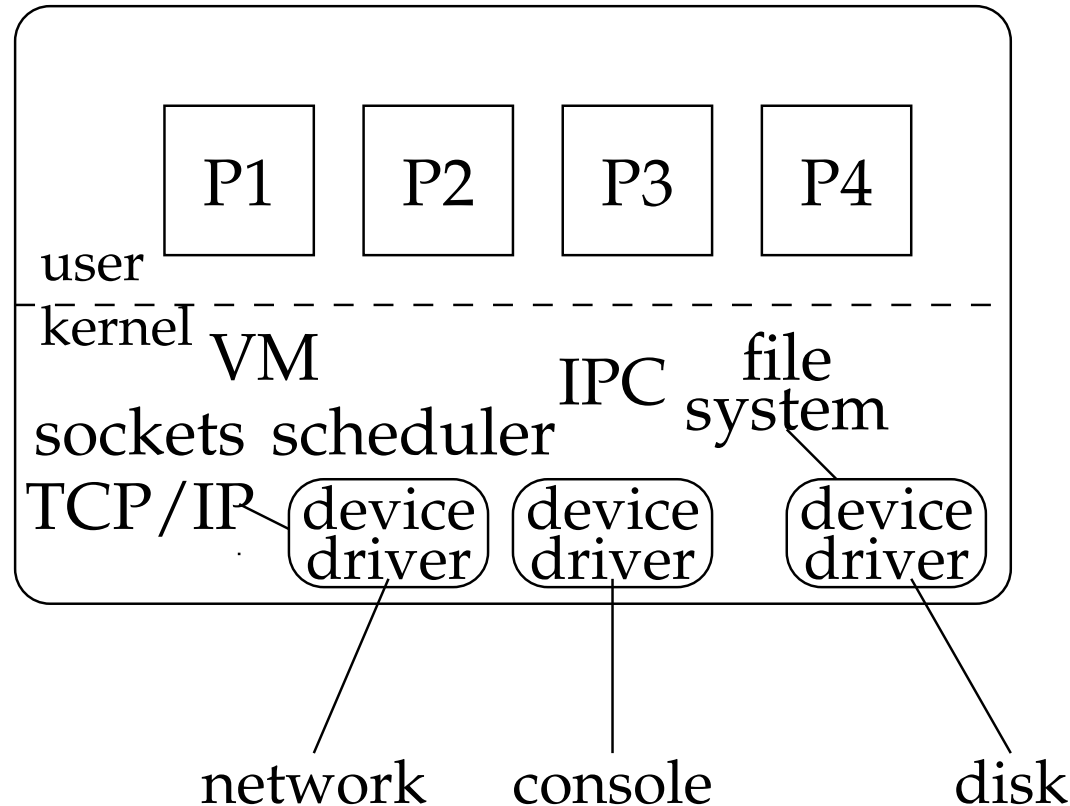 P1 P2 P3 P4
user
kernel
VM
IPC
file
system
sockets scheduler
TCP/IP
device
driver
device
driver
device
driver
network console disk